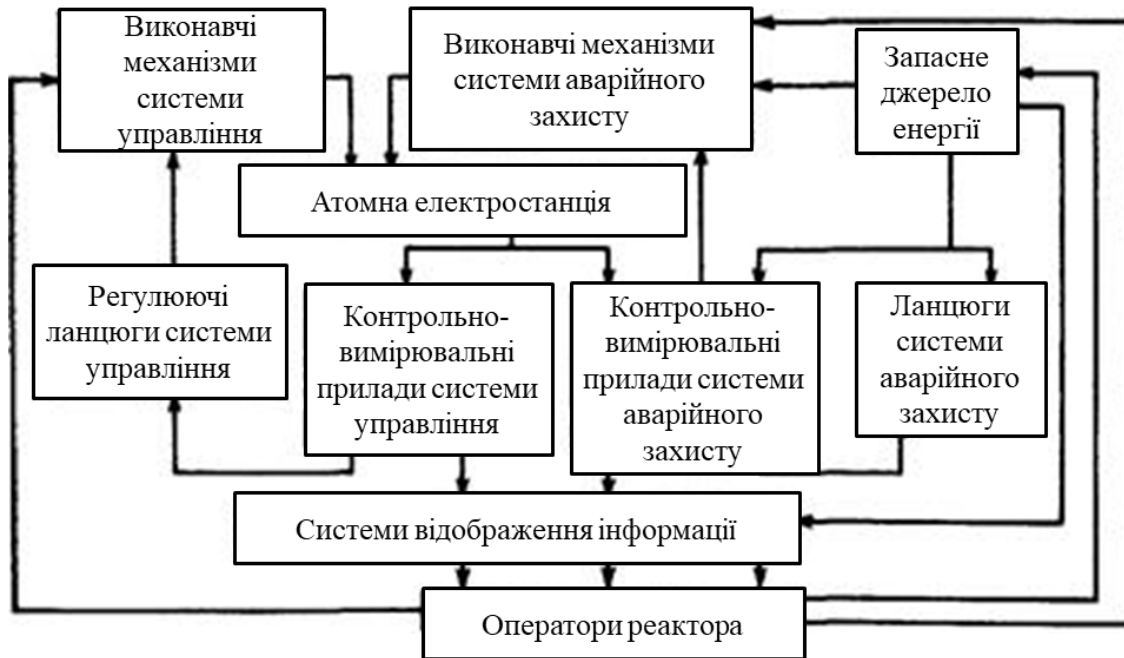 Виконавчі
механізми
системи
управління
Виконавчі механізми
системи аварійного
захисту
Запасне
джерело
енергії
Атомна електростанція
Регулюючі
ланцюги системи
управління
Контрольно-
вимірювальні
прилади системи
управління
Контрольно-
вимірювальні
прилади системи
аварійного
захисту
Ланцюги
системи
аварійного
захисту
Системи відображення інформації
Оператори реактора